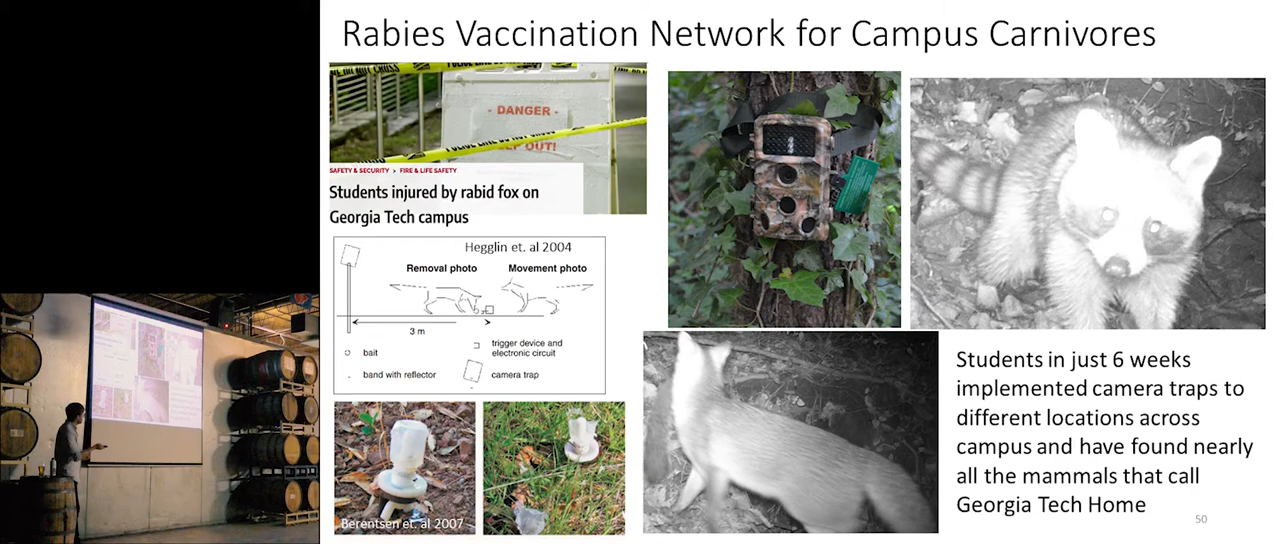 Rabies Vaccination Network for Campus Carnivores
- DANGER -
SAFETY & SECURITY > FIRE & LIFE SAFETY
Students injured by rabid fox on
Georgia Tech campus
Hegglin et. al 2004
Removal photo
Movement photo
3 m
bait
trigger device and
electronic circuit
band with reflector
camera trap
Berentsen et. al 2007
Students in just 6 weeks
implemented camera traps to
different locations across
campus and have found nearly
all the mammals that call
Georgia Tech Home
50